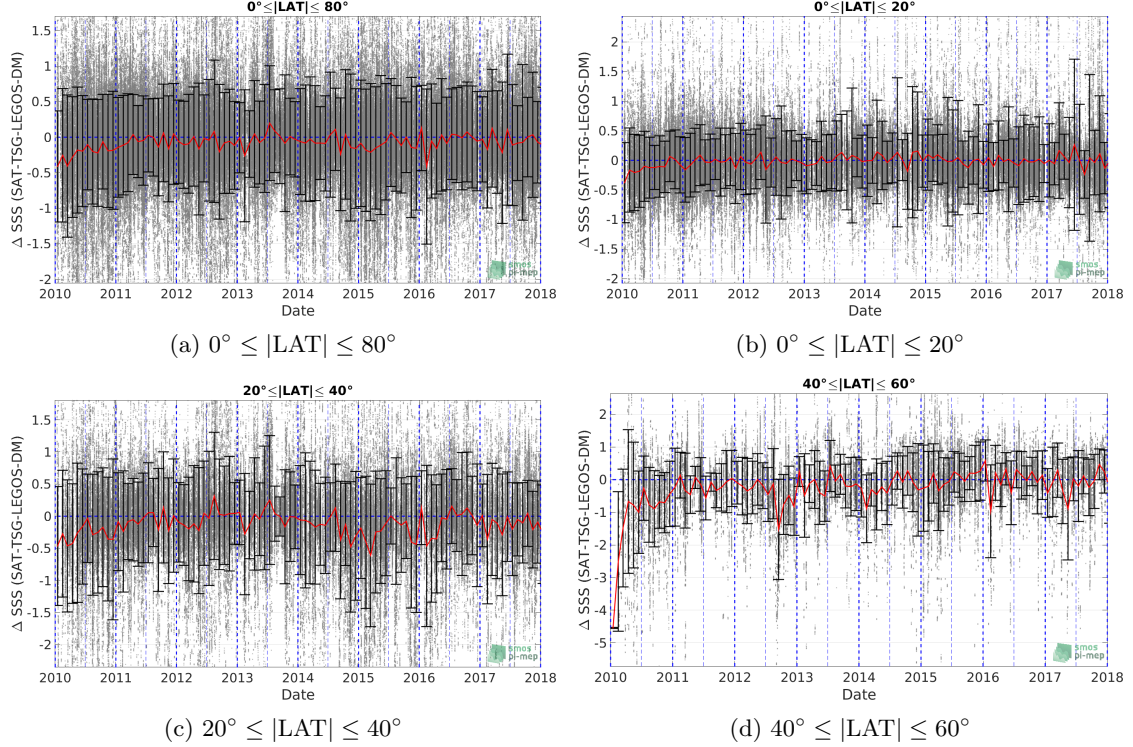 0°≤|LAT|≤ 80°
Δ SSS (SAT-TSG-LEGOS-DM)
1.5
1
0.5
0
-0.5
-1
-1.5
-2
2010 2011 2012 2013 2014 2015 2016 2017 2018
Date
smos
pi-mep
(a) 0° ≤ |LAT| ≤ 80°
0°≤|LAT|≤ 20°
Δ SSS (SAT-TSG-LEGOS-DM)
2
1.5
1
0.5
0
-0.5
-1
-1.5
-2
2010 2011 2012 2013 2014 2015 2016 2017 2018
Date
smos
pi-mep
(b) 0° ≤ |LAT| ≤ 20°
20°≤|LAT|≤ 40°
Δ SSS (SAT-TSG-LEGOS-DM)
1.5
1
0.5
0
-0.5
-1
-1.5
-2
2010 2011 2012 2013 2014 2015 2016 2017 2018
Date
smos
pi-mep
(c) 20° ≤ |LAT| ≤ 40°
40°≤|LAT|≤ 60°
Δ SSS (SAT-TSG-LEGOS-DM)
2
1
0
-1
-2
-3
-4
-5
2010 2011 2012 2013 2014 2015 2016 2017 2018
Date
smos
pi-mep
(d) 40° ≤ |LAT| ≤ 60°